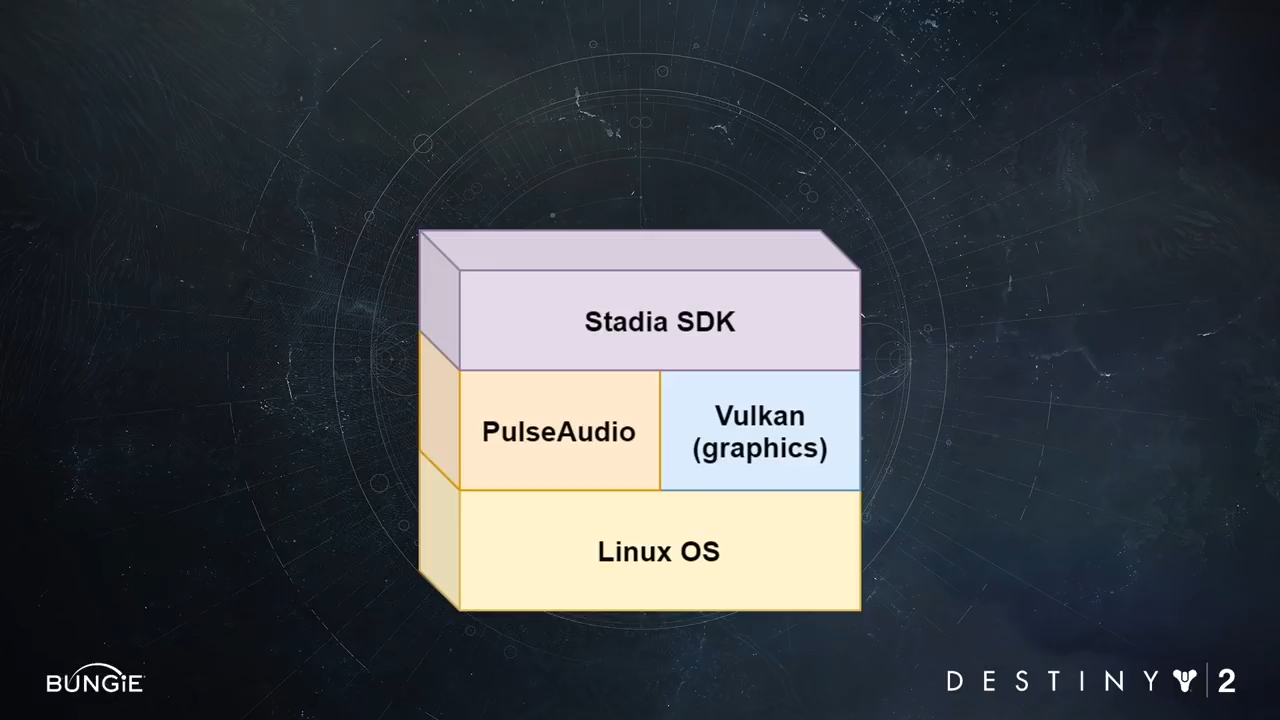 Stadia SDK
PulseAudio
Vulkan
(graphics)
Linux OS
BUNGiE
DESTINY 2